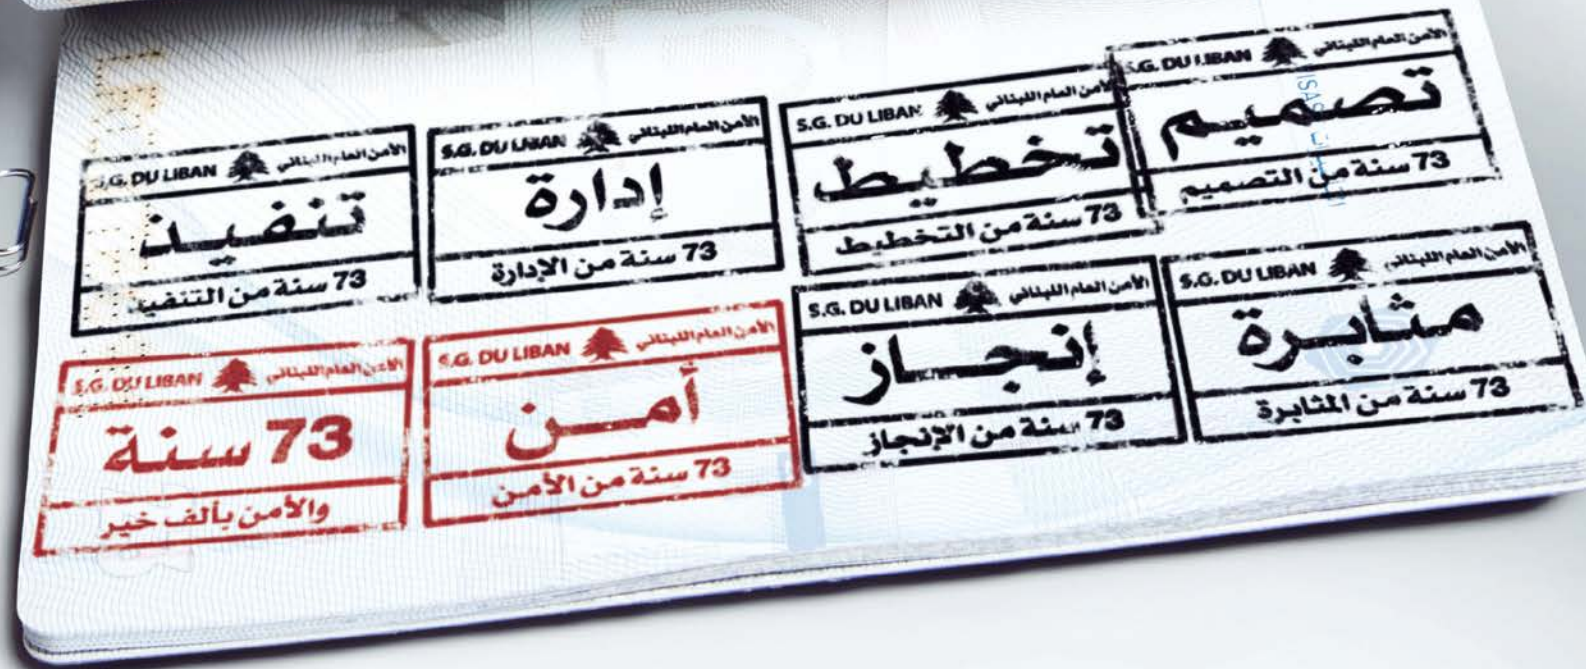 S.G. DU LIBAN الأمن العام اللبناني
تصميم
73 سنة من التصميم
S.G. DU LIBAN الأمن العام اللبناني
تخطيط
73 سنة من التخطيط
S.G. DU LIBAN الأمن العام اللبناني
إدارة
73 سنة من الإدارة
S.G. DU LIBAN الأمن العام اللبناني
تنفيذ
73 سنة من التنفيذ
S.G. DU LIBAN الأمن العام اللبناني
مثابرة
73 سنة من المثابرة
S.G. DU LIBAN الأمن العام اللبناني
إنجاز
73 سنة من الإنجاز
S.G. DU LIBAN الأمن العام اللبناني
أمن
73 سنة من الأمن
S.G. DU LIBAN الأمن العام اللبناني
73 سنة
والأمن بألف خير